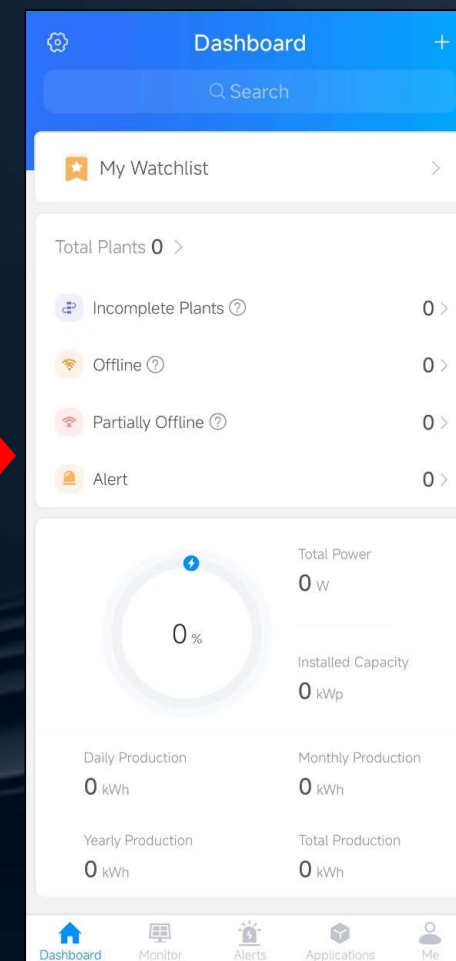 Dashboard
Search
My Watchlist
Total Plants 0
Incomplete Plants ? 0
Offline ? 0
Partially Offline ? 0
Alert 0
Total Power
0 W
0 %
Installed Capacity
0 kWp
Daily Production Monthly Production
0 kWh 0 kWh
Yearly Production Total Production
0 kWh 0 kWh
Dashboard Monitor Alerts Applications Me